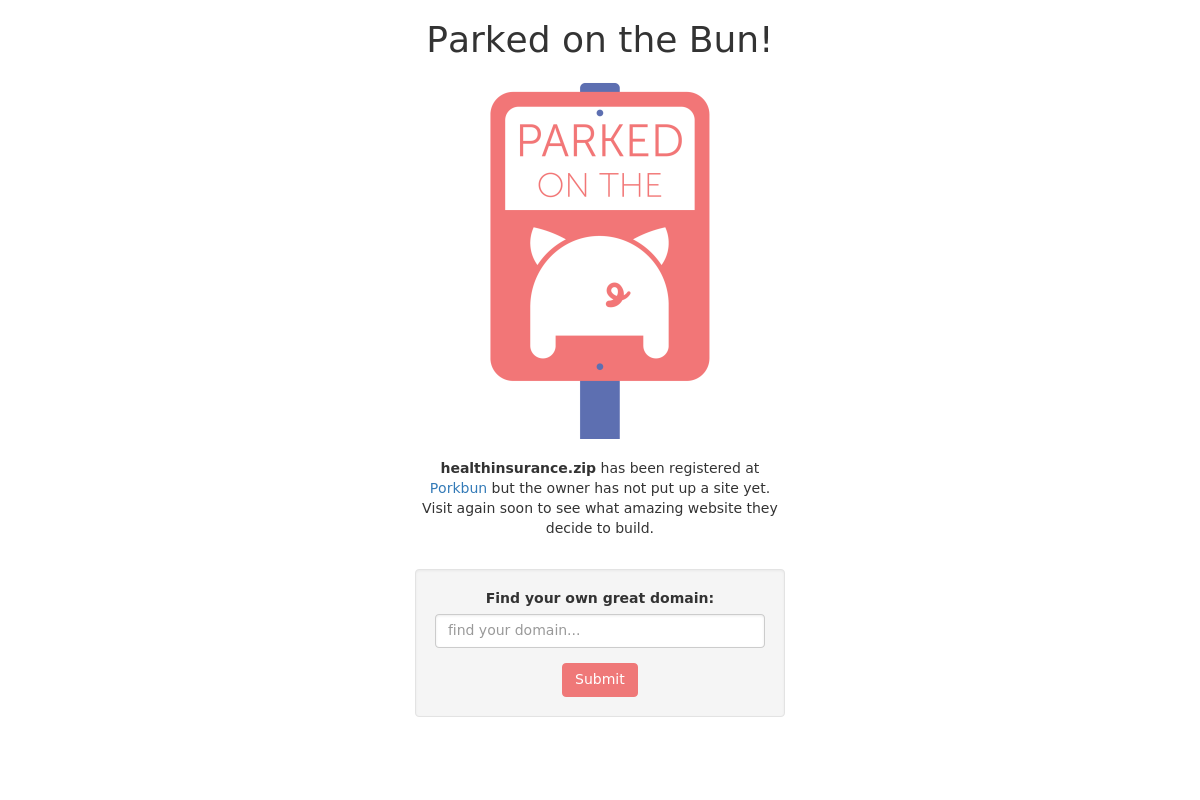 Parked on the Bun!
PARKED
ON THE
healthinsurance.zip has been registered at
Porkbun but the owner has not put up a site yet.
Visit again soon to see what amazing website they
decide to build.
Find your own great domain:
find your domain...
Submit